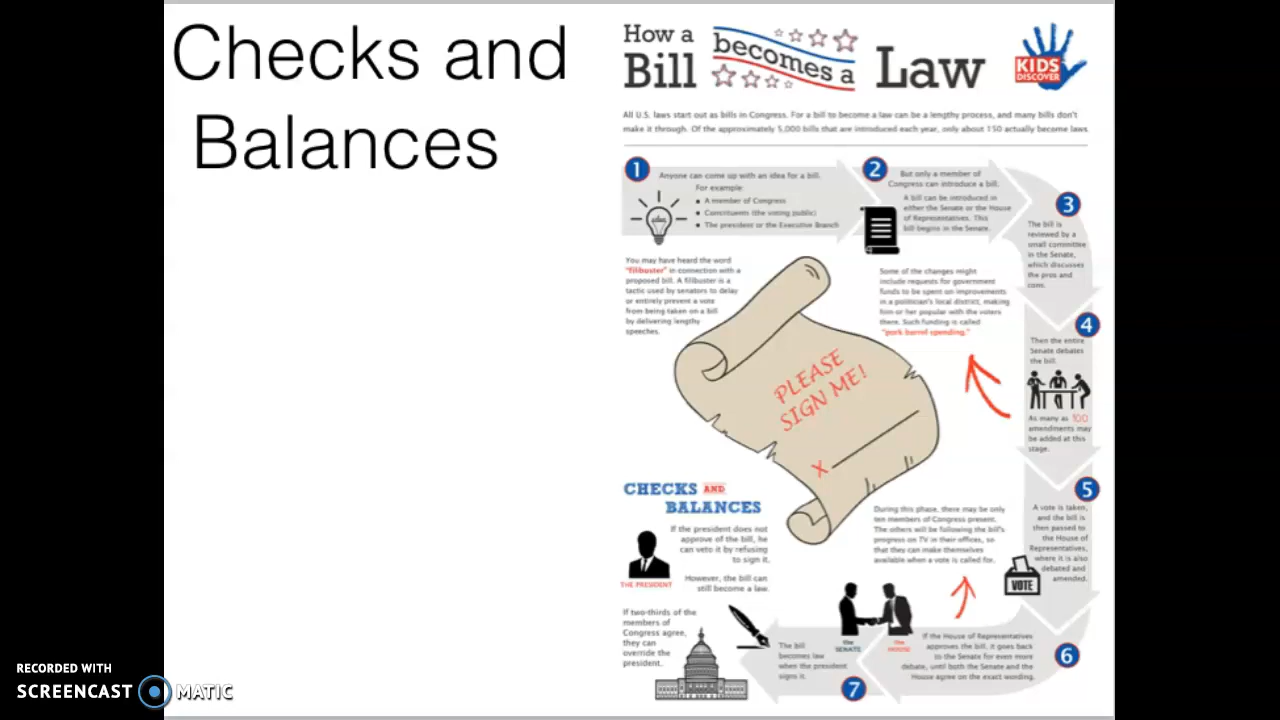 Checks and
Balances
How a
Bill
becomes a
Law
KIDS
DISCOVER
All U.S. laws start out as bills in Congress. For a bill to become a law can be a lengthy process, and many bills don't
make it through. Of the approximately 5,000 bills that are introduced each year, only about 150 actually become laws.
1
Anyone can come up with an idea for a bill.
For example:
• A member of Congress
• Constituents (the voting public)
• The president or the Executive Branch
2
But only a member of
Congress can introduce a bill.
A bill can be introduced in
either the Senate or the House
of Representatives. This
bill begins in the Senate.
3
The bill is
reviewed by a
small committee
in the Senate,
which discusses
the pros and
cons.
You may have heard the word
"filibuster" in connection with a
proposed bill. A filibuster is a
tactic used by senators to delay
or entirely prevent a vote
from being taken on a bill
by delivering lengthy
speeches.
Some of the changes might
include requests for government
funds to be spent on improvements
in a politician's local district, making
him or her popular with the voters
there. Such funding is called
"pork barrel spending."
4
Then the entire
Senate debates
the bill.
As many as 100
amendments may
be added at this
stage.
PLEASE
SIGN ME!
X
5
A vote is taken,
and the bill is
then passed to
the House of
Representatives,
where it is also
debated and
amended.
VOTE
CHECKS AND
BALANCES
If the president does not
approve of the bill, he
can veto it by refusing
to sign it.
THE PRESIDENT
However, the bill can
still become a law.
If two-thirds of the
members of
Congress agree,
they can
override the
president.
During this phase, there may be only
ten members of Congress present.
The others will be following the bill's
progress on TV in their offices, so
that they can make themselves
available when a vote is called for.
6
If the House of Representatives
approves the bill, it goes back
to the Senate for even more
debate, until both the Senate and the
House agree on the exact wording.
the
SENATE
the
HOUSE
7
The bill
becomes law
when the president
signs it.
RECORDED WITH
SCREENCAST MATIC